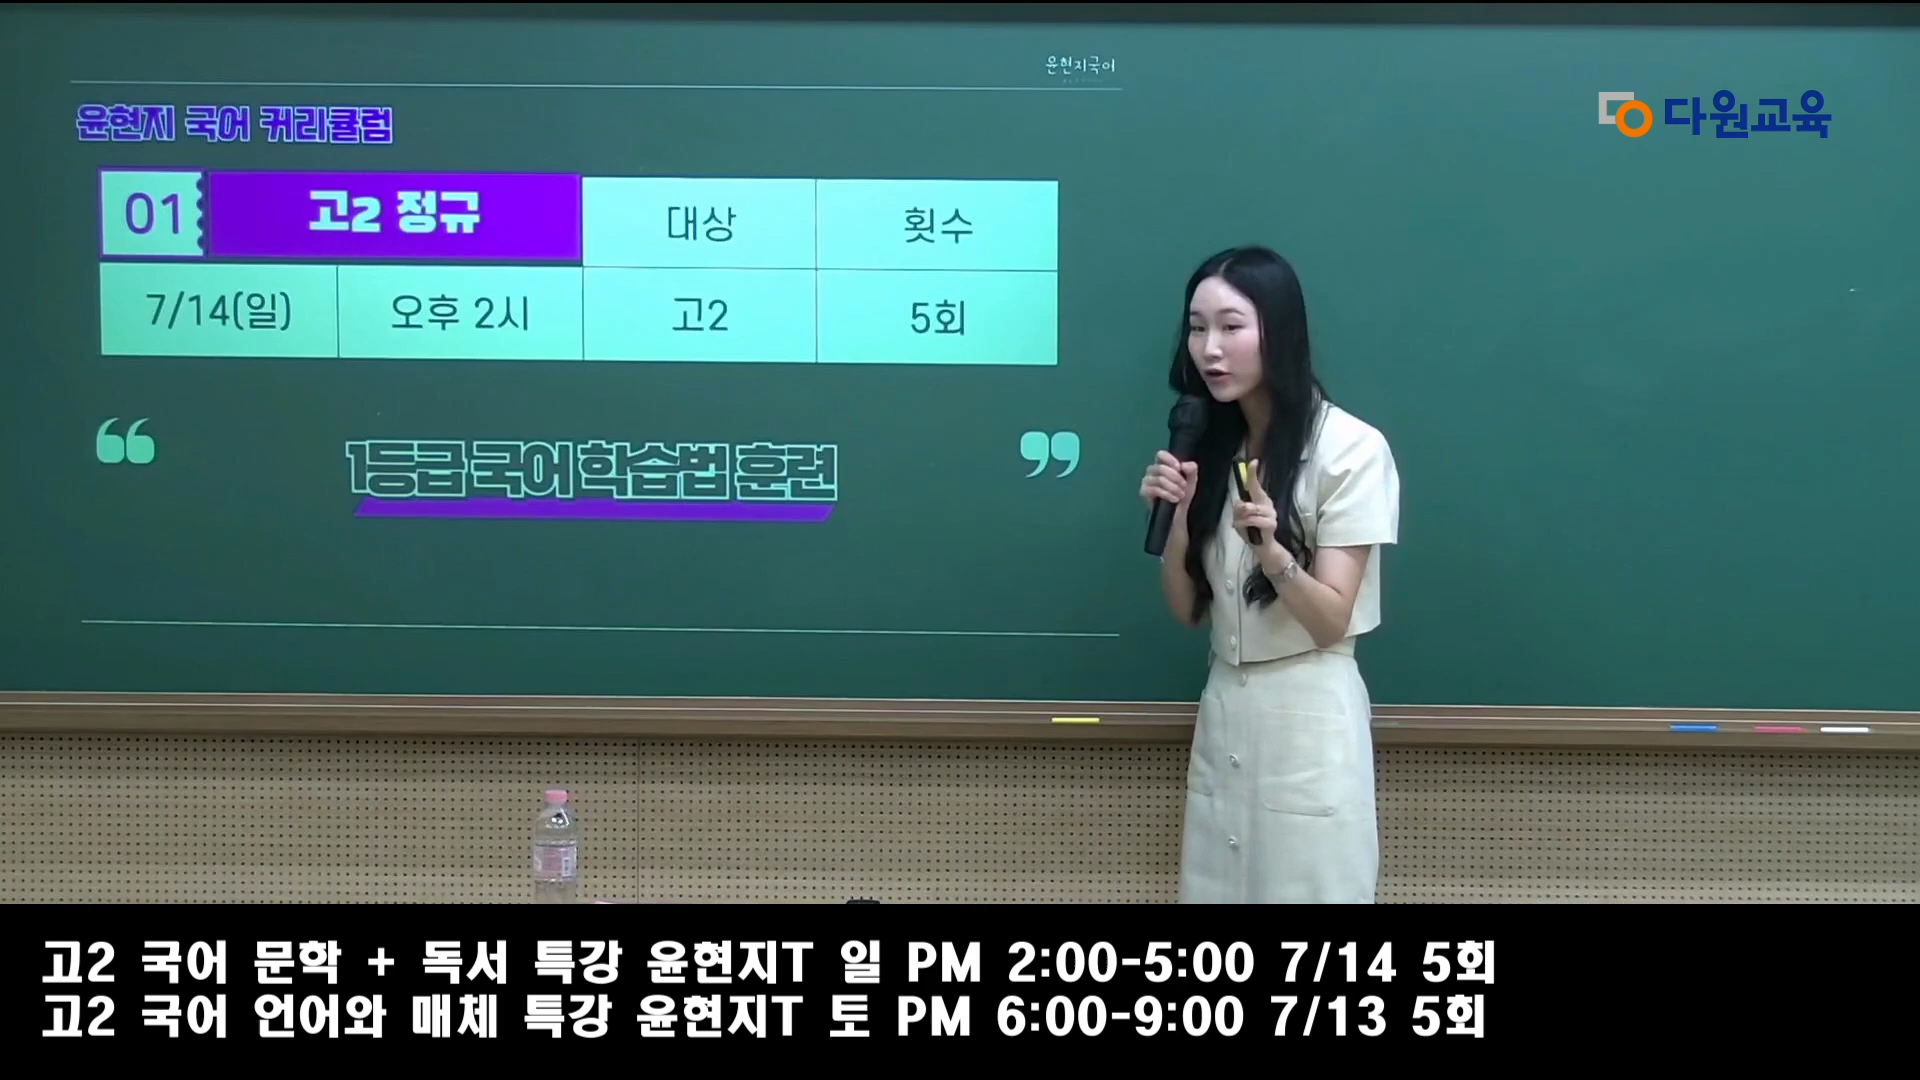 윤현지국어
다원교육
윤현지 국어 커리큘럼
01 고2 정규 대상 횟수
7/14(일) 오후 2시 고2 5회
“ 1등급 국어 학습법 훈련 ”
고2 국어 문학 + 독서 특강 윤현지T 일 PM 2:00-5:00 7/14 5회
고2 국어 언어와 매체 특강 윤현지T 토 PM 6:00-9:00 7/13 5회